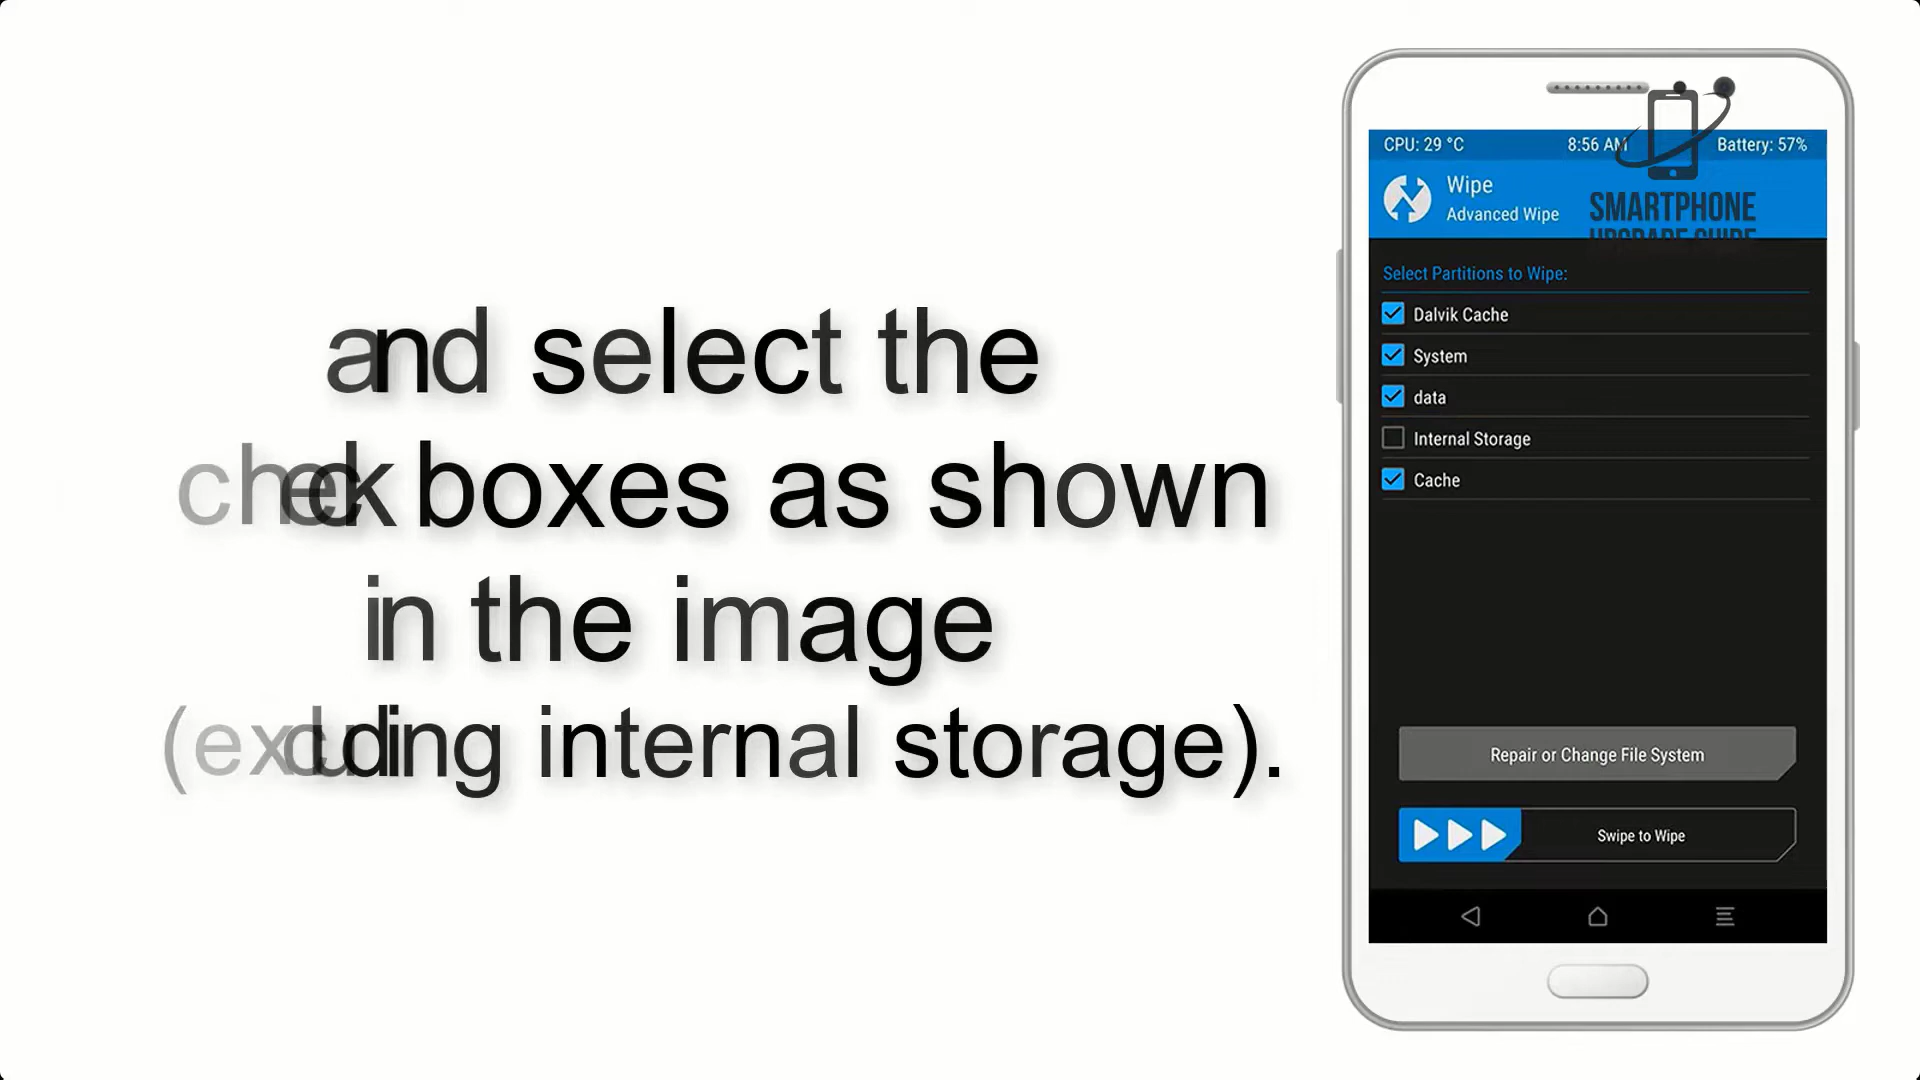 and select the
check boxes as shown
in the image
(excluding internal storage).
CPU: 29 °C
8:56 AM
Battery: 57%
Wipe
Advanced Wipe
SMARTPHONE
UPGRADE GUIDE
Select Partitions to Wipe:
Dalvik Cache
System
data
Internal Storage
Cache
Repair or Change File System
Swipe to Wipe